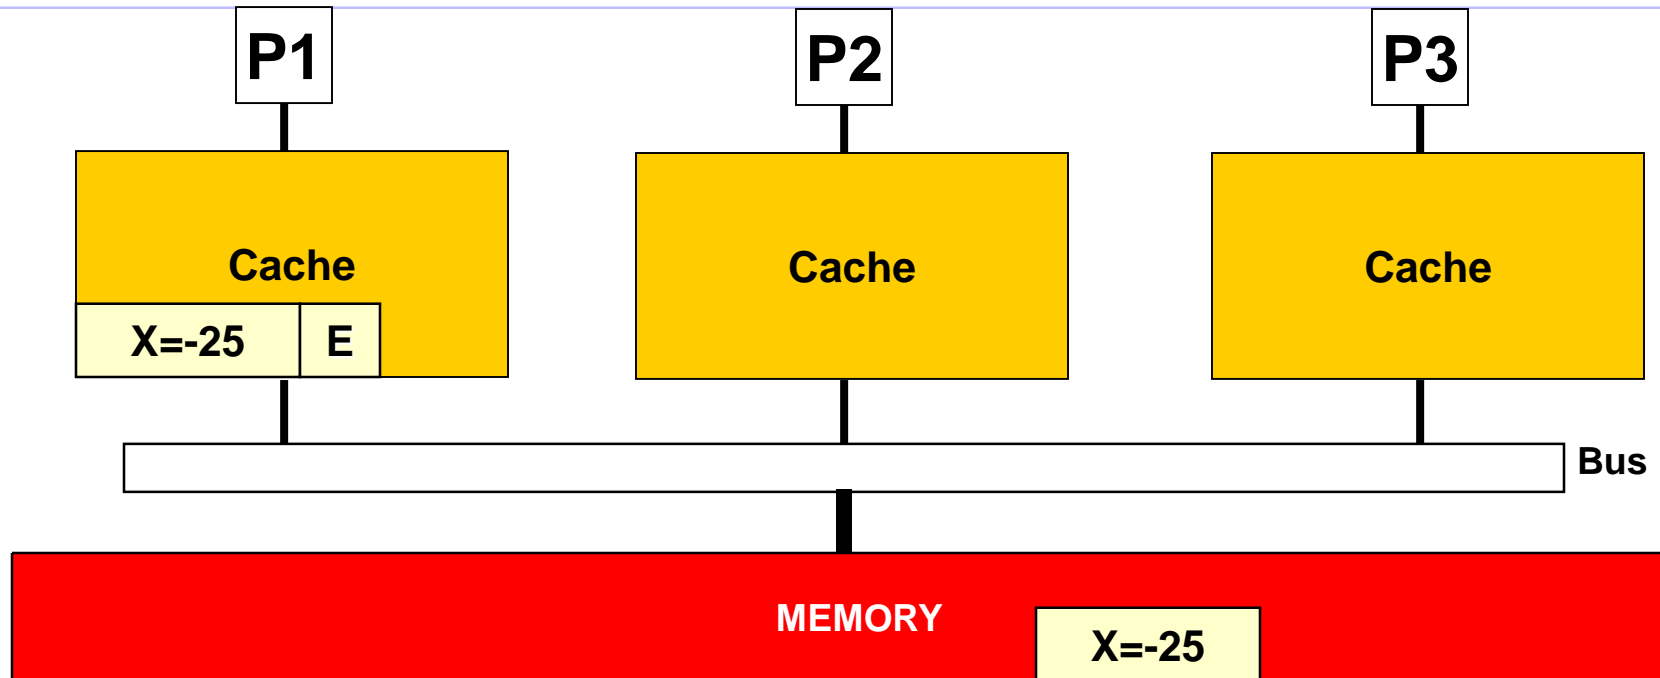 P1
P2
P3
Cache
Cache
Cache
X=-25
E
Bus
MEMORY
X=-25